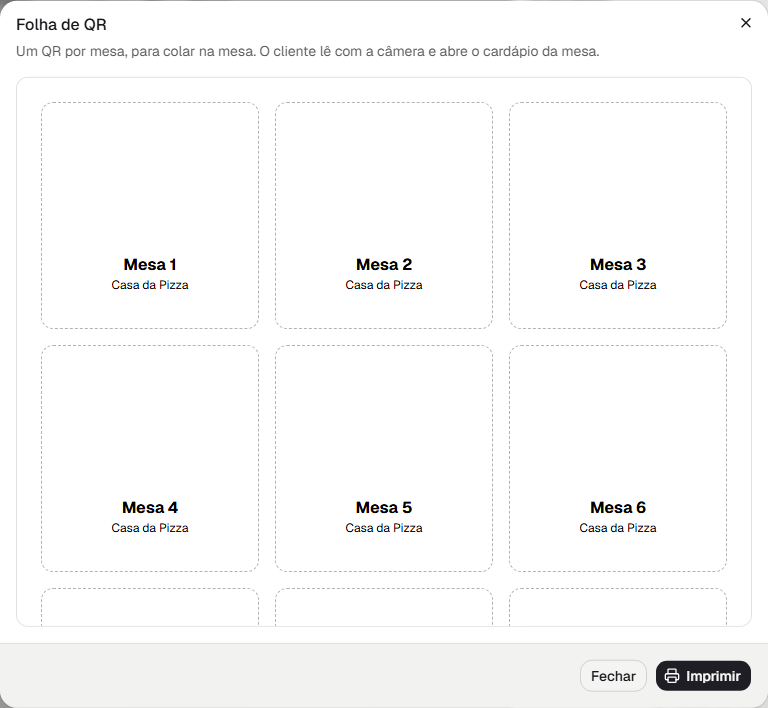 Folha de QR
Um QR por mesa, para colar na mesa. O cliente lê com a câmera e abre o cardápio da mesa.
Mesa 1
Casa da Pizza
Mesa 2
Casa da Pizza
Mesa 3
Casa da Pizza
Mesa 4
Casa da Pizza
Mesa 5
Casa da Pizza
Mesa 6
Casa da Pizza
Fechar
Imprimir